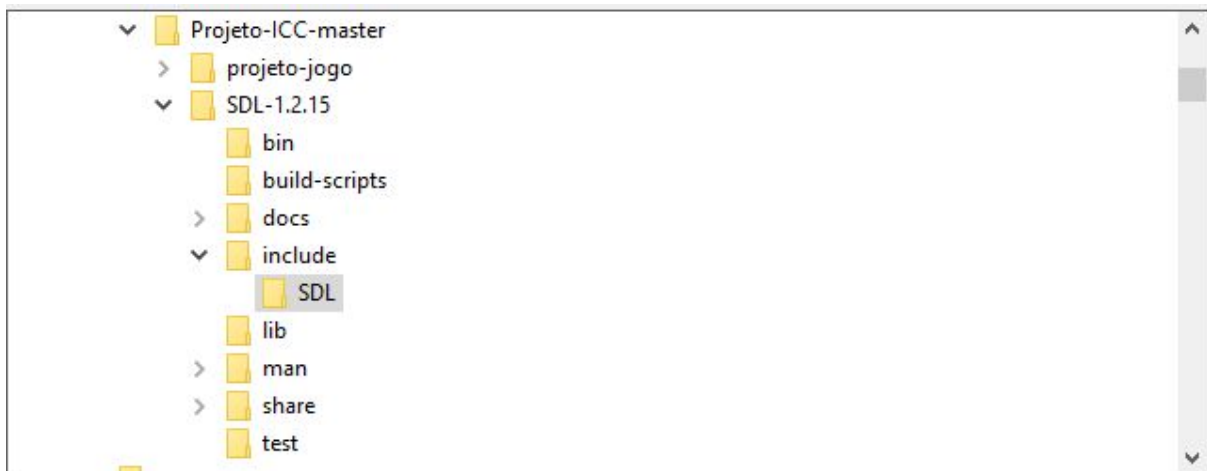 Projeto-ICC-master
projeto-jogo
SDL-1.2.15
bin
build-scripts
docs
include
SDL
lib
man
share
test